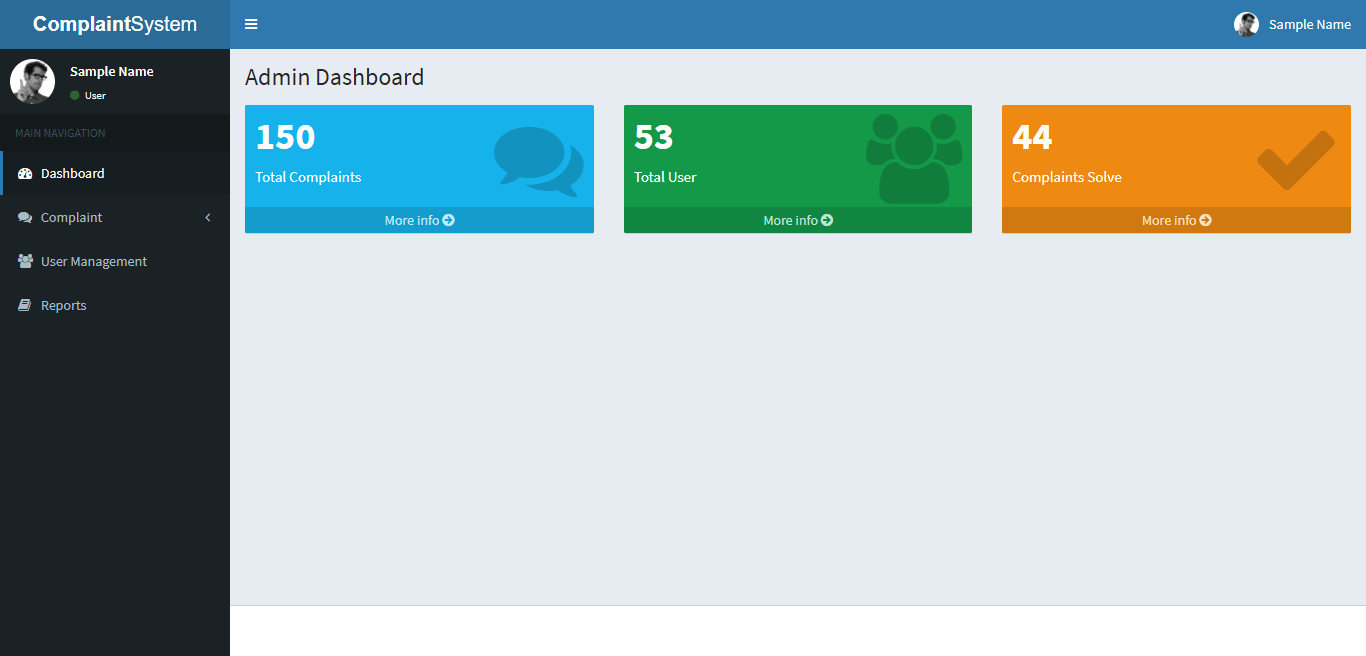 ComplaintSystem
Sample Name
Sample Name
User
MAIN NAVIGATION
Dashboard
Complaint
User Management
Reports
Admin Dashboard
150
Total Complaints
More info
53
Total User
More info
44
Complaints Solve
More info